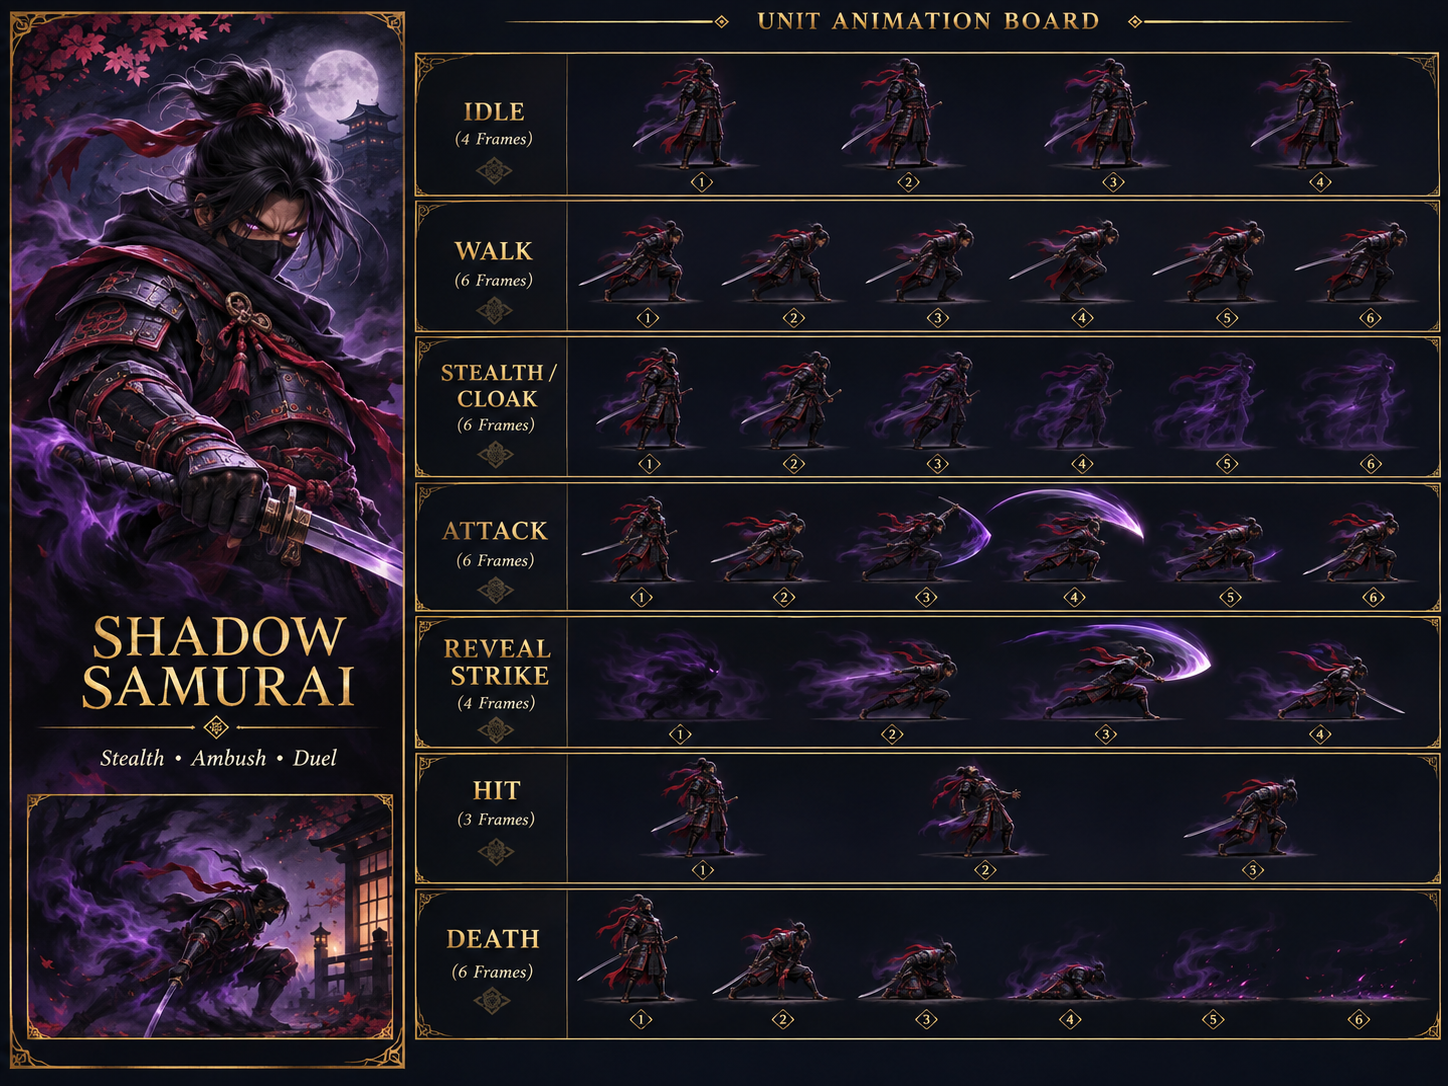 SHADOW
SAMURAI
Stealth • Ambush • Duel
UNIT ANIMATION BOARD
IDLE
(4 Frames)
1 2 3 4
WALK
(6 Frames)
1 2 3 4 5 6
STEALTH /
CLOAK
(6 Frames)
1 2 3 4 5 6
ATTACK
(6 Frames)
1 2 3 4 5 6
REVEAL
STRIKE
(4 Frames)
1 2 3 4
HIT
(3 Frames)
1 2 3
DEATH
(6 Frames)
1 2 3 4 5 6